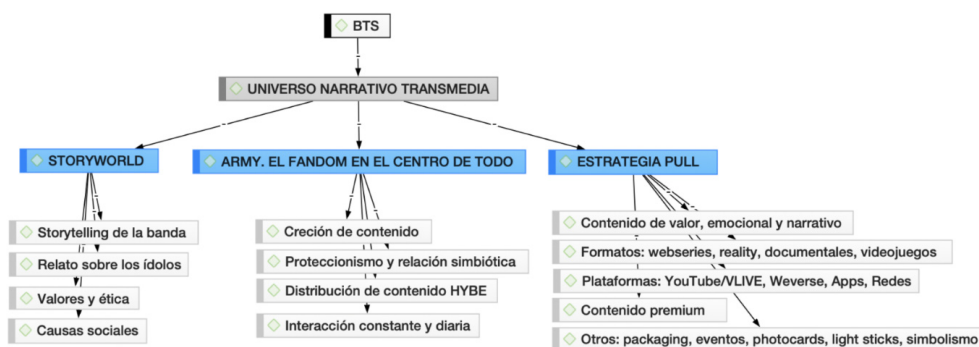 BTS
UNIVERSO NARRATIVO TRANSMEDIA
STORYWORLD
ARMY. EL FANDOM EN EL CENTRO DE TODO
ESTRATEGIA PULL
Storytelling de la banda
Relato sobre los ídolos
Valores y ética
Causas sociales
Creción de contenido
Proteccionismo y relación simbiótica
Distribución de contenido HYBE
Interacción constante y diaria
Contenido de valor, emocional y narrativo
Formatos: webseries, reality, documentales, videojuegos
Plataformas: YouTube/VLIVE, Weverse, Apps, Redes
Contenido premium
Otros: packaging, eventos, photocards, light sticks, simbolismo